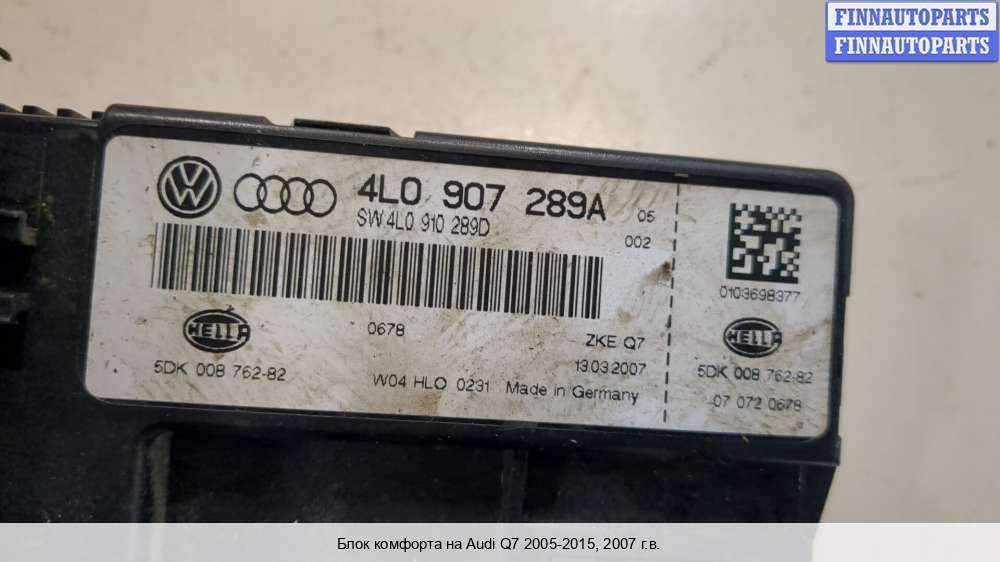 FINNAUTOPARTS
FINNAUTOPARTS
4L0 907 289A 05
SW 4L0 910 289D 002
0103698377
HELLA 0678 ZKE Q7 HELLA
5DK 008 762-82 13.03.2007 5DK 008 762-82
W04 HLO 0231 Made in Germany 07 072 0678
Блок комфорта на Audi Q7 2005-2015, 2007 г.в.